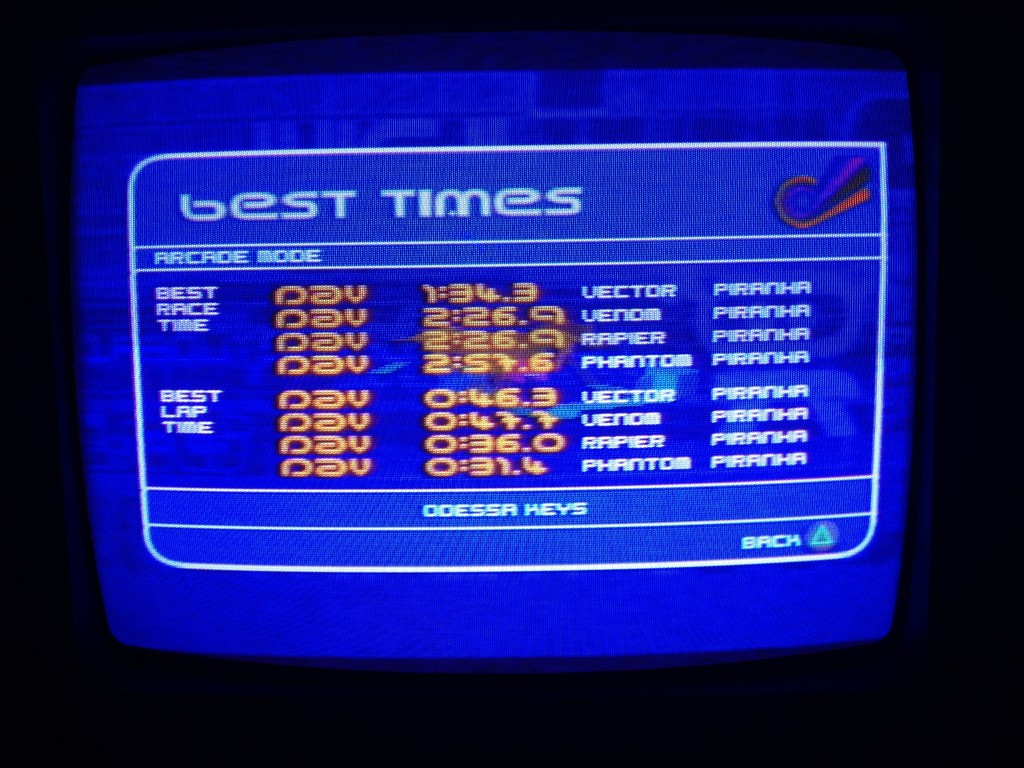 BEST TIMES
ARCADE MODE
BEST RACE TIME
DAV 1:34.3 VECTOR PIRANHA
DAV 2:26.9 VENOM PIRANHA
DAV 2:26.9 RAPIER PIRANHA
DAV 2:57.6 PHANTOM PIRANHA
BEST LAP TIME
DAV 0:46.3 VECTOR PIRANHA
DAV 0:47.7 VENOM PIRANHA
DAV 0:36.0 RAPIER PIRANHA
DAV 0:31.4 PHANTOM PIRANHA
ODESSA KEYS
BACK